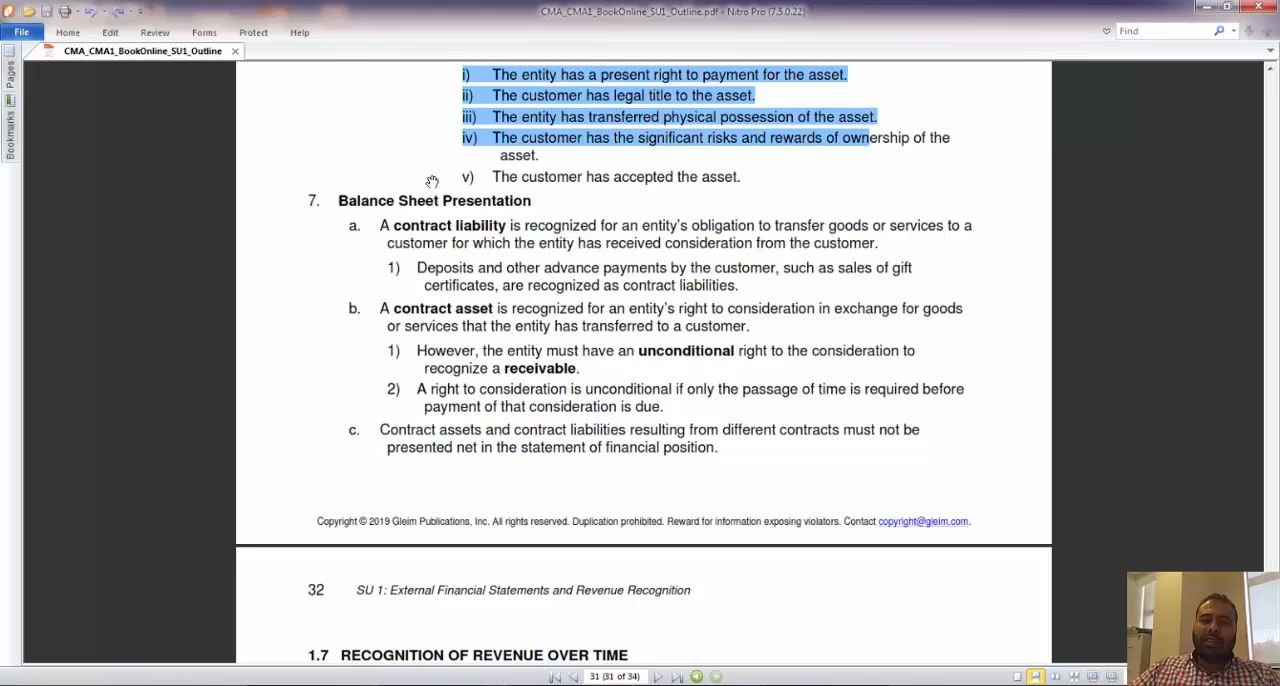 CMA_CMA1_BookOnline_SU1_Outline.pdf - Nitro Pro (7.5.0.22)
File Home Edit Review Forms Protect Help
Find
CMA_CMA1_BookOnline_SU1_Outline
Pages
Bookmarks
i) The entity has a present right to payment for the asset.
ii) The customer has legal title to the asset.
iii) The entity has transferred physical possession of the asset.
iv) The customer has the significant risks and rewards of ownership of the
asset.
v) The customer has accepted the asset.
7. Balance Sheet Presentation
a. A contract liability is recognized for an entity's obligation to transfer goods or services to a
customer for which the entity has received consideration from the customer.
1) Deposits and other advance payments by the customer, such as sales of gift
certificates, are recognized as contract liabilities.
b. A contract asset is recognized for an entity's right to consideration in exchange for goods
or services that the entity has transferred to a customer.
1) However, the entity must have an unconditional right to the consideration to
recognize a receivable.
2) A right to consideration is unconditional if only the passage of time is required before
payment of that consideration is due.
c. Contract assets and contract liabilities resulting from different contracts must not be
presented net in the statement of financial position.
Copyright © 2019 Gleim Publications, Inc. All rights reserved. Duplication prohibited. Reward for information exposing violators. Contact copyright@gleim.com.
32 SU 1: External Financial Statements and Revenue Recognition
1.7 RECOGNITION OF REVENUE OVER TIME
31 (31 of 34)